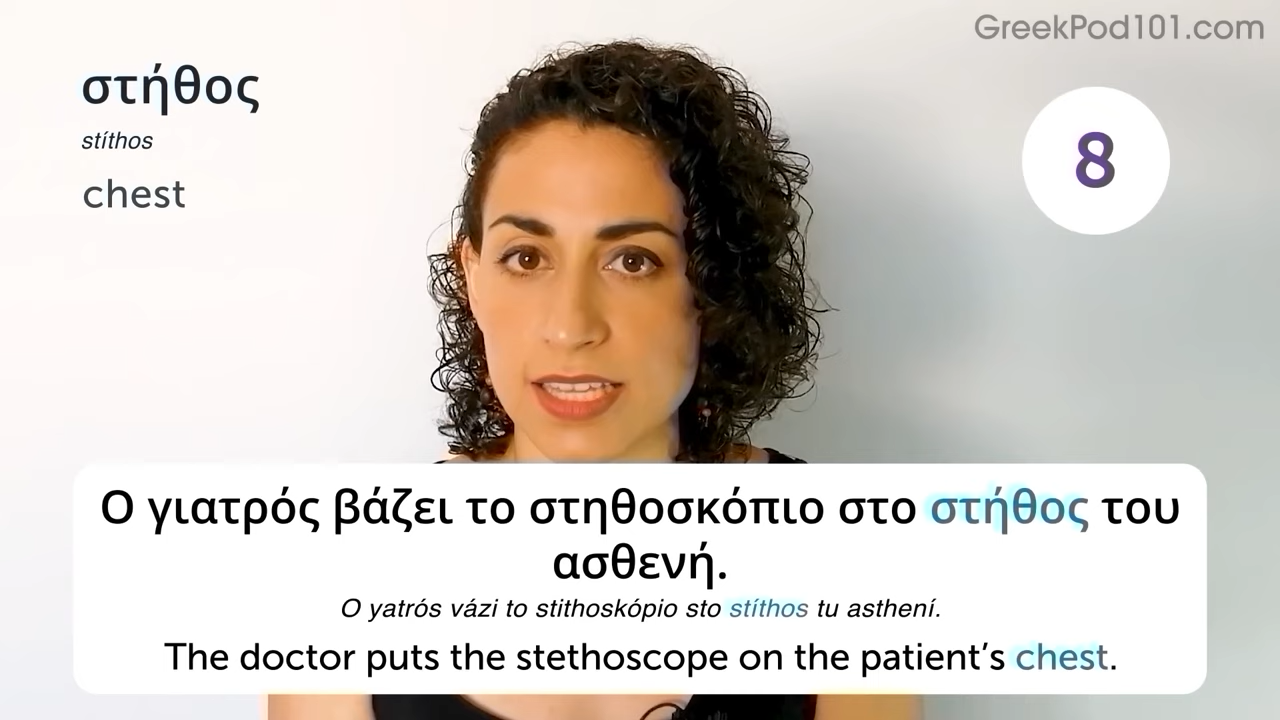 GreekPod101.com
στήθος
stíthos
chest
8
Ο γιατρός βάζει το στηθοσκόπιο στο στήθος του
ασθενή.
O yatrós vázi to stithoskópio sto stíthos tu asthení.
The doctor puts the stethoscope on the patient’s chest.